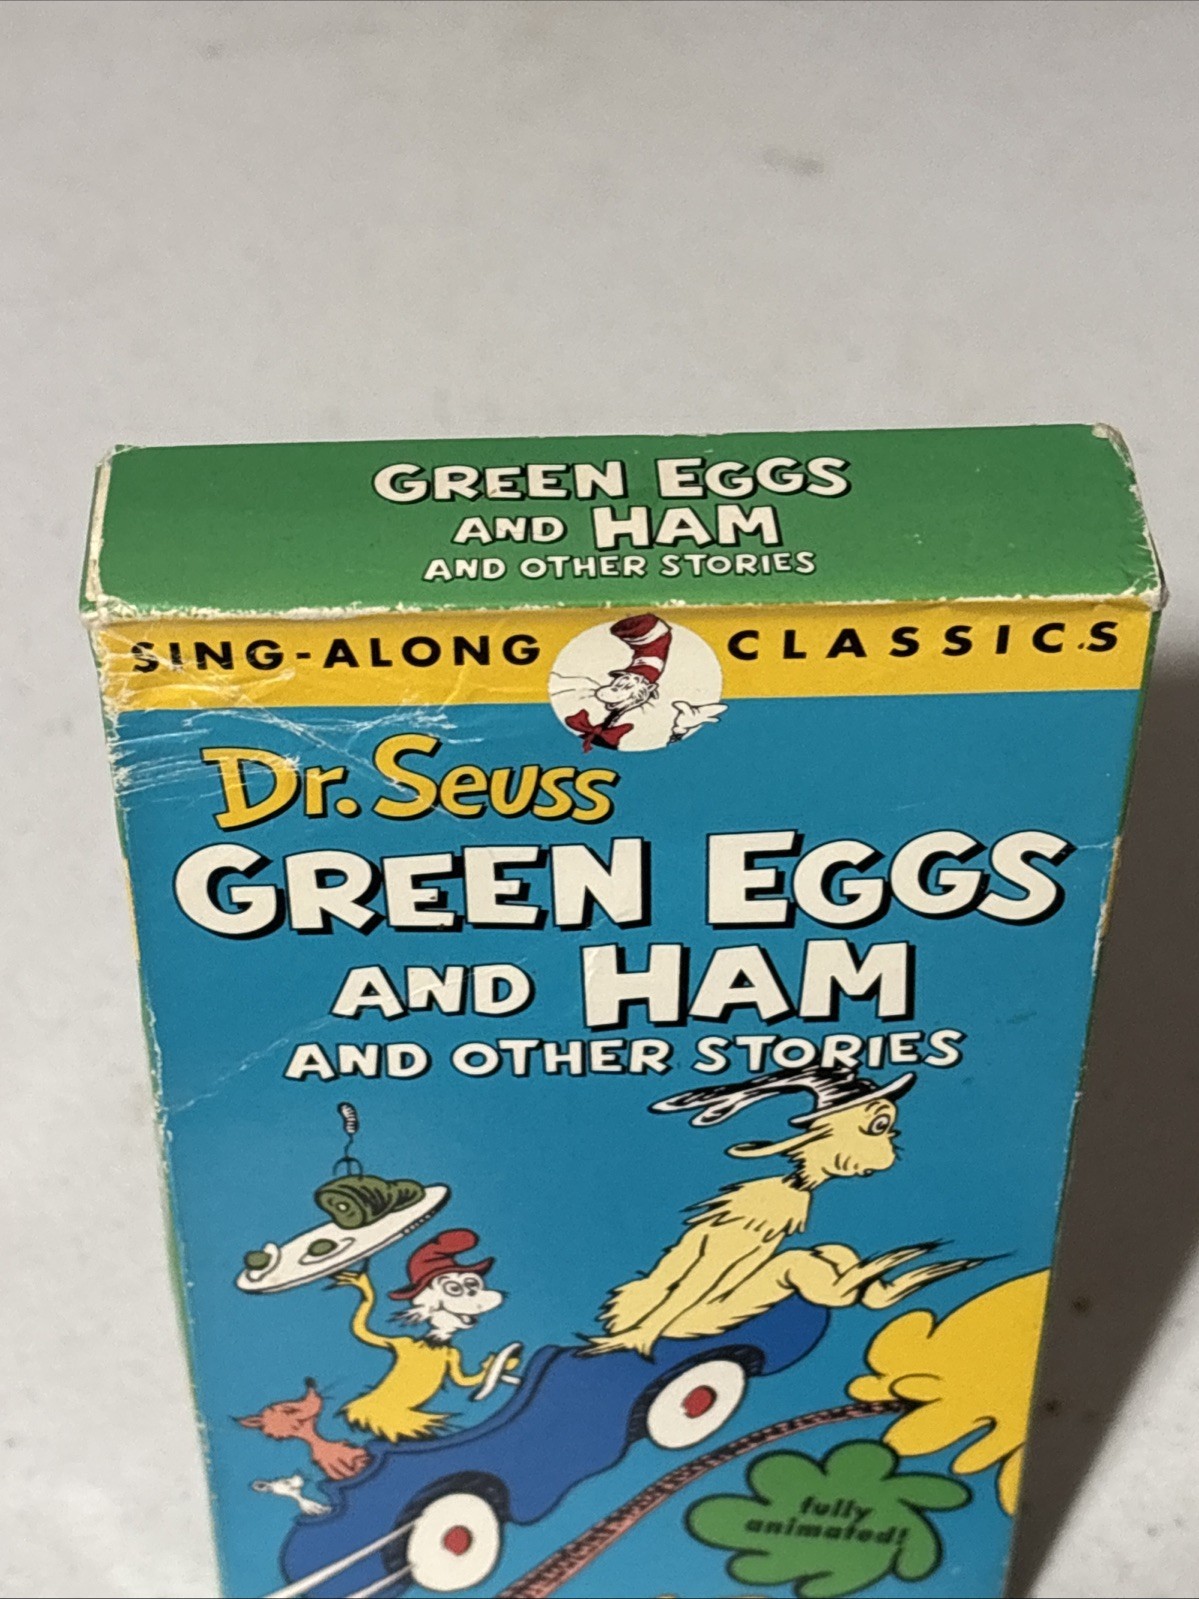 GREEN EGGS
AND HAM
AND OTHER STORIES
SING-ALONG CLASSICS
Dr. Seuss
GREEN EGGS
AND HAM
AND OTHER STORIES
fully
animated!